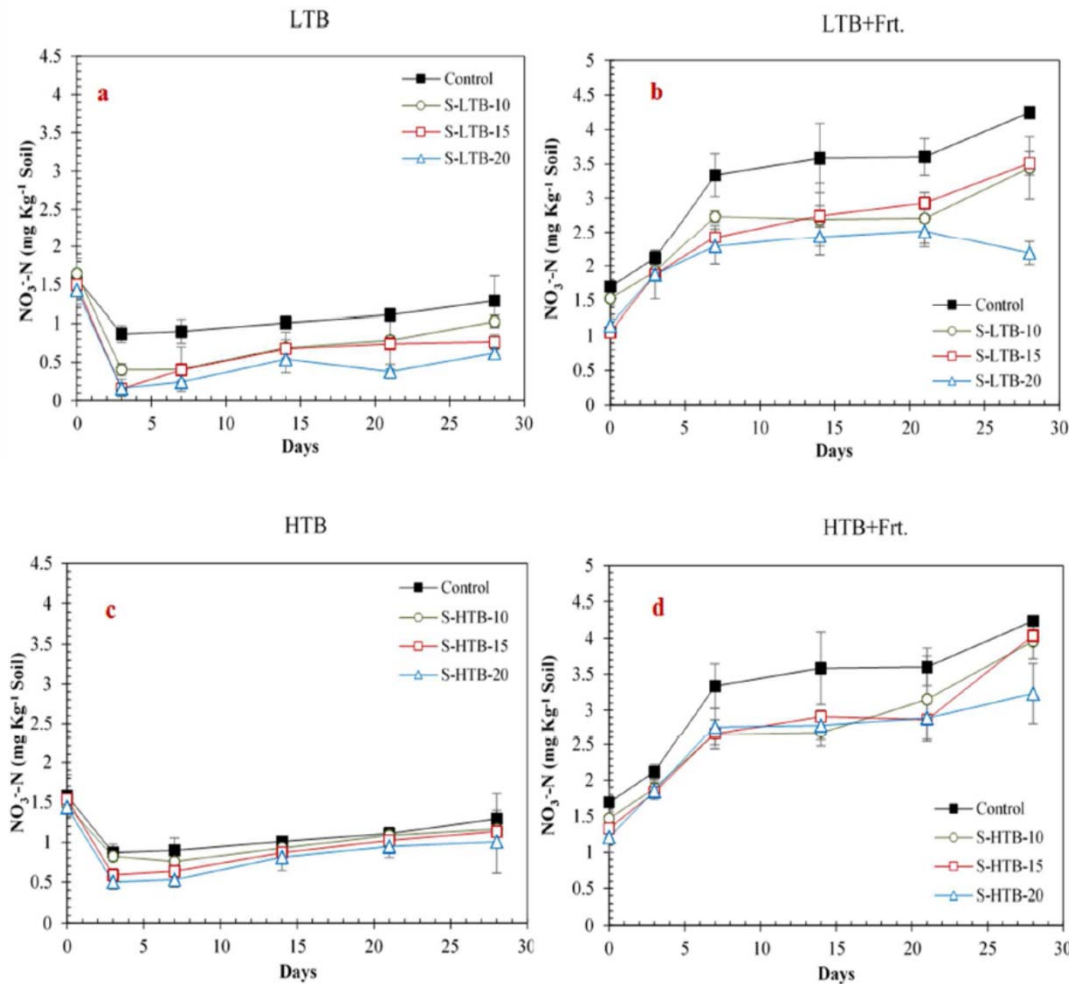 LTB
4.5
4
3.5
3
2.5
2
1.5
1
0.5
0
NO₃⁻-N (mg Kg⁻¹ Soil)
a
Control
S-LTB-10
S-LTB-15
S-LTB-20
0 5 10 15 20 25 30
Days
LTB+Frt.
5
4.5
4
3.5
3
2.5
2
1.5
1
0.5
0
NO₃⁻-N (mg Kg⁻¹ Soil)
b
Control
S-LTB-10
S-LTB-15
S-LTB-20
0 5 10 15 20 25 30
Days
HTB
4.5
4
3.5
3
2.5
2
1.5
1
0.5
0
NO₃⁻-N (mg Kg⁻¹ Soil)
c
Control
S-HTB-10
S-HTB-15
S-HTB-20
0 5 10 15 20 25 30
Days
HTB+Frt.
5
4.5
4
3.5
3
2.5
2
1.5
1
0.5
0
NO₃⁻-N (mg Kg⁻¹ Soil)
d
Control
S-HTB-10
S-HTB-15
S-HTB-20
0 5 10 15 20 25 30
Days